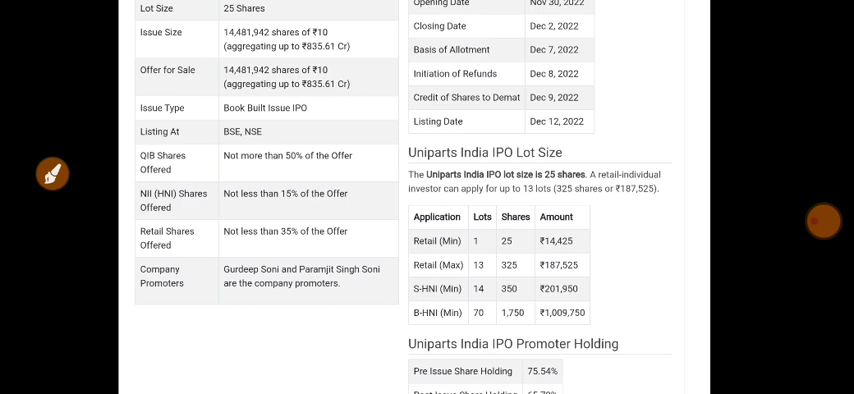 Lot Size 25 Shares
Issue Size 14,481,942 shares of ₹10
(aggregating up to ₹835.61 Cr)
Offer for Sale 14,481,942 shares of ₹10
(aggregating up to ₹835.61 Cr)
Issue Type Book Built Issue IPO
Listing At BSE, NSE
QIB Shares Offered Not more than 50% of the Offer
NII (HNI) Shares Offered Not less than 15% of the Offer
Retail Shares Offered Not less than 35% of the Offer
Company Promoters Gurdeep Soni and Paramjit Singh Soni
are the company promoters.
Opening Date Nov 30, 2022
Closing Date Dec 2, 2022
Basis of Allotment Dec 7, 2022
Initiation of Refunds Dec 8, 2022
Credit of Shares to Demat Dec 9, 2022
Listing Date Dec 12, 2022
Uniparts India IPO Lot Size
The Uniparts India IPO lot size is 25 shares. A retail-individual
investor can apply for up to 13 lots (325 shares or ₹187,525).
Application Lots Shares Amount
Retail (Min) 1 25 ₹14,425
Retail (Max) 13 325 ₹187,525
S-HNI (Min) 14 350 ₹201,950
B-HNI (Min) 70 1,750 ₹1,009,750
Uniparts India IPO Promoter Holding
Pre Issue Share Holding 75.54%